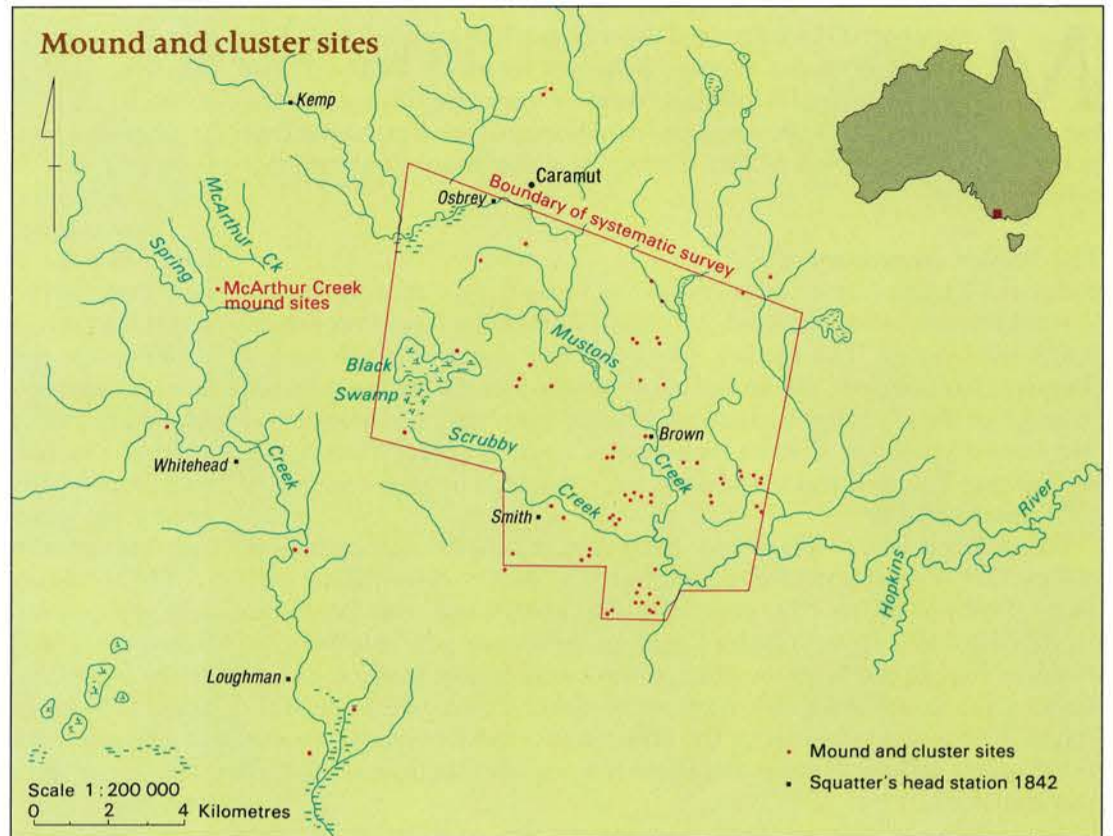 Mound and cluster sites
Kemp
Caramut
Osbrey
Boundary of systematic survey
McArthur Ck
Spring
McArthur Creek
mound sites
Mustons
Black
Swamp
Brown
Scrubby
Whitehead
Creek
Creek
Creek
Smith
River
Hopkins
Loughman
Mound and cluster sites
Squatter's head station 1842
Scale 1:200 000
0 2 4 Kilometres